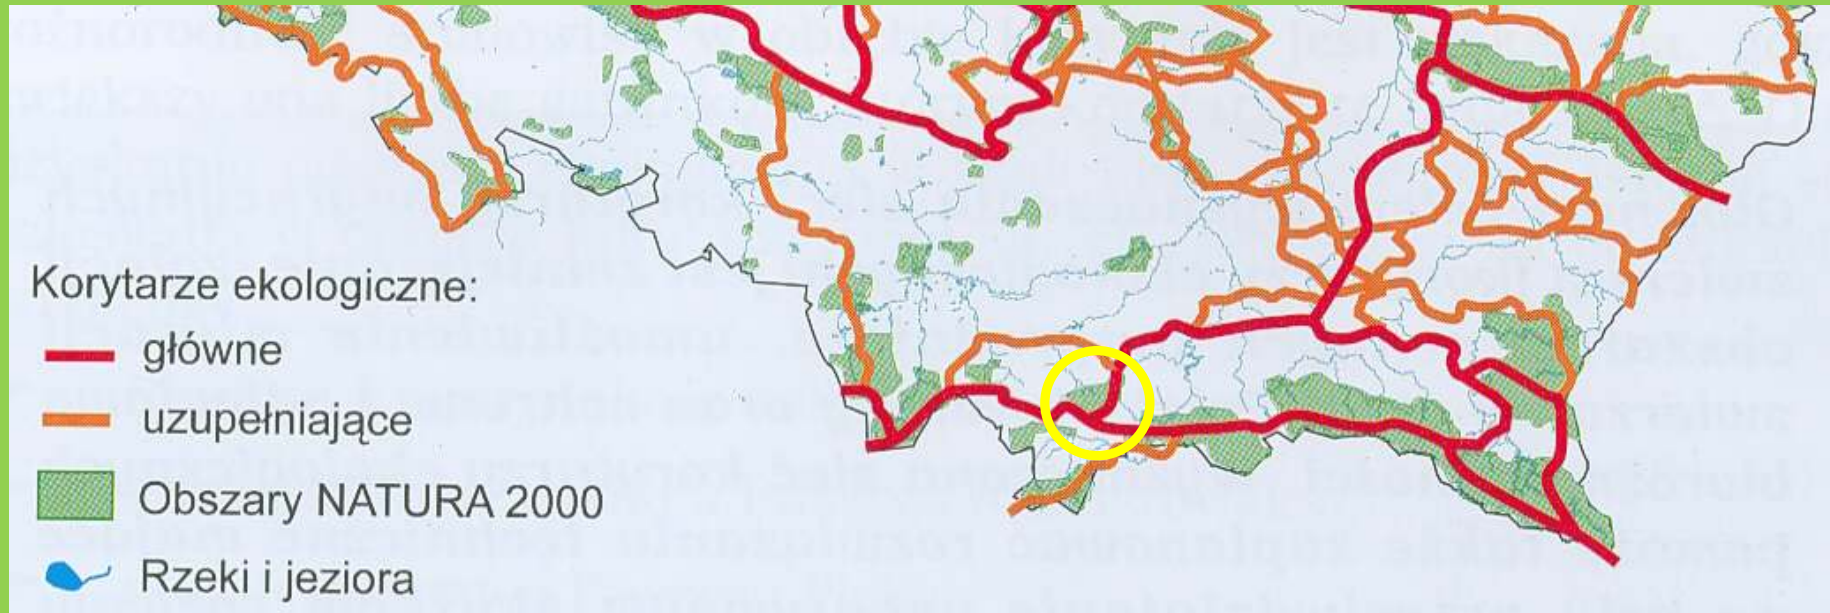 Korytarze ekologiczne:
główne
uzupełniające
Obszary NATURA 2000
Rzeki i jeziora